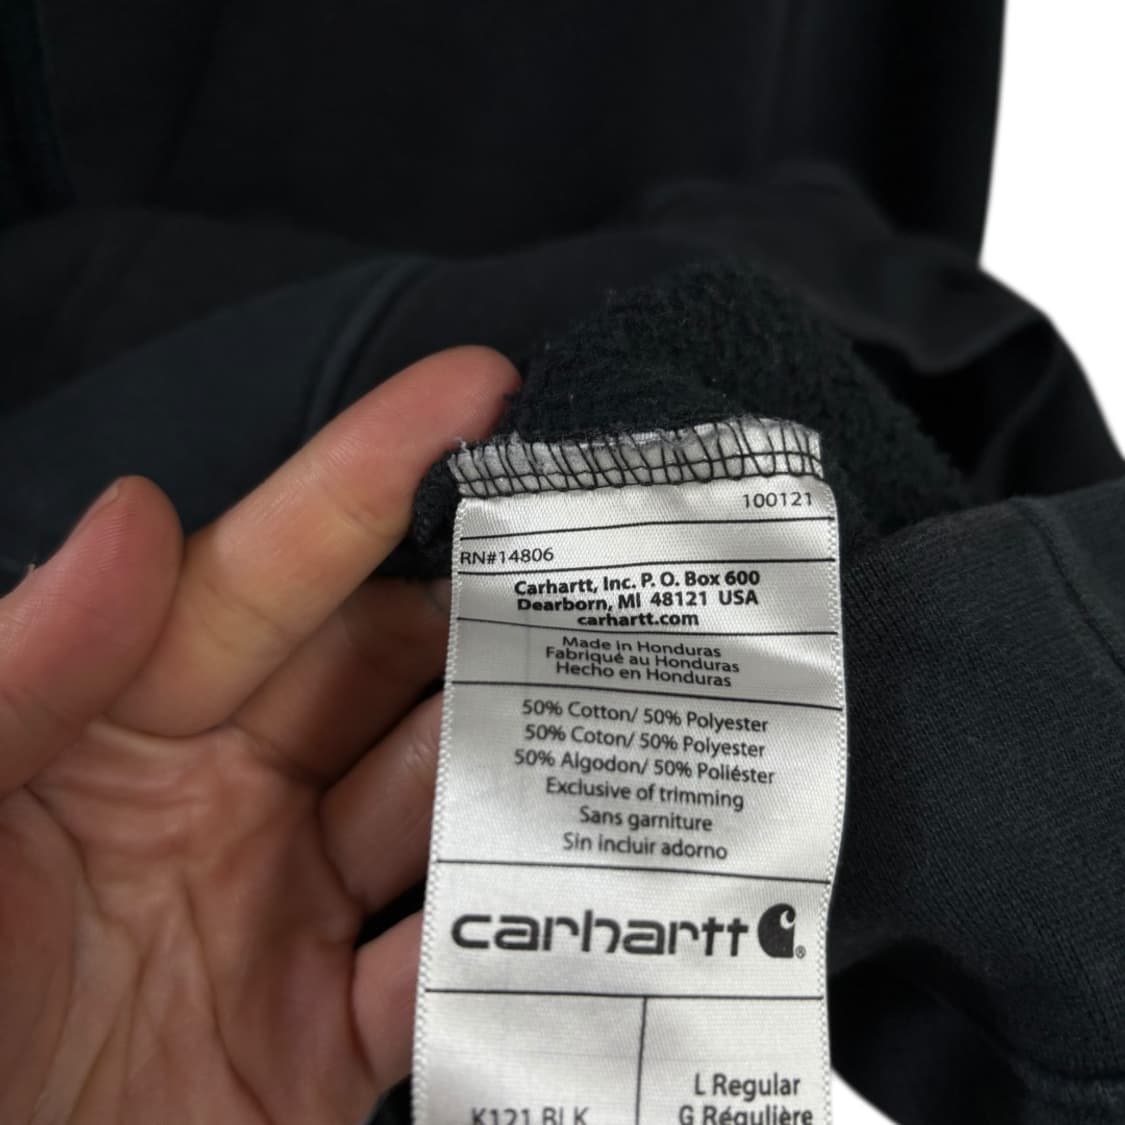 100121
RN#14806
Carhartt, Inc. P. O. Box 600
Dearborn, MI 48121 USA
carhartt.com
Made in Honduras
Fabriqué au Honduras
Hecho en Honduras
50% Cotton/ 50% Polyester
50% Coton/ 50% Polyester
50% Algodon/ 50% Poliéster
Exclusive of trimming
Sans garniture
Sin incluir adorno
carhartt ®
L Regular
K121 BLK G Régulière